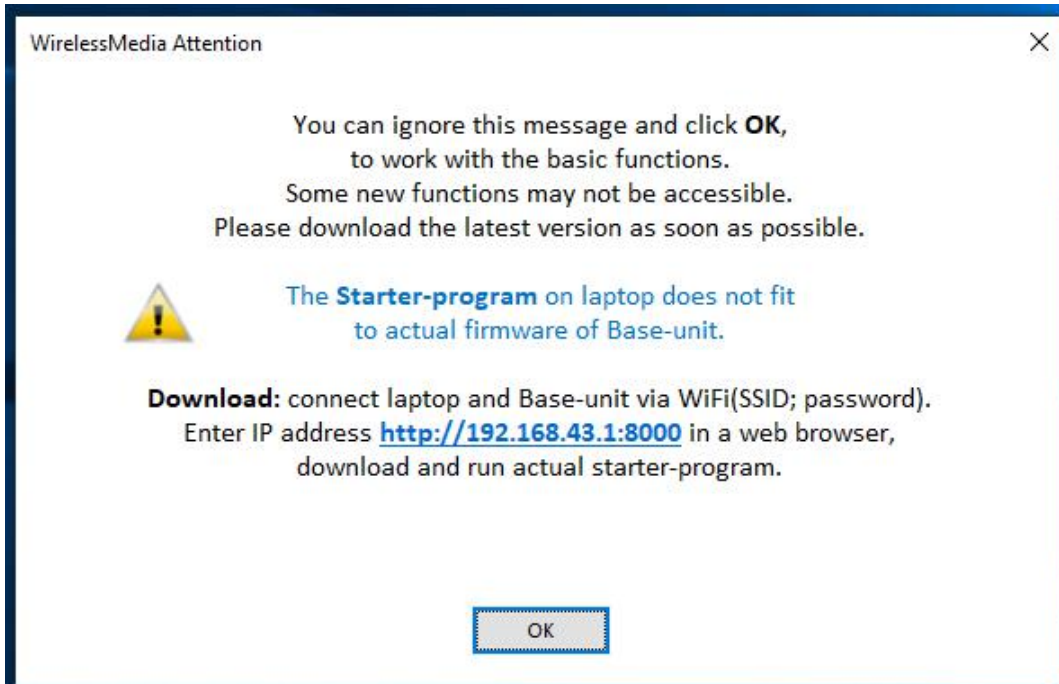 WirelessMedia Attention
You can ignore this message and click OK,
to work with the basic functions.
Some new functions may not be accessible.
Please download the latest version as soon as possible.
The Starter-program on laptop does not fit
to actual firmware of Base-unit.
Download: connect laptop and Base-unit via WiFi(SSID; password).
Enter IP address http://192.168.43.1:8000 in a web browser,
download and run actual starter-program.
OK